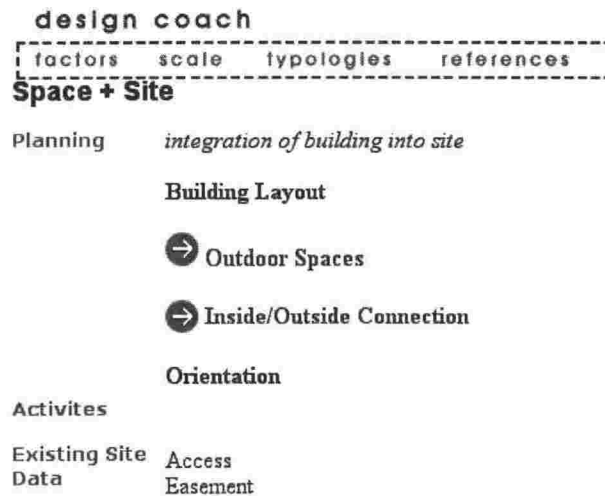 design coach
factors scale typologies references
Space + Site
Planning integration of building into site
Building Layout
Outdoor Spaces
Inside/Outside Connection
Orientation
Activites
Existing Site Access
Data Easement